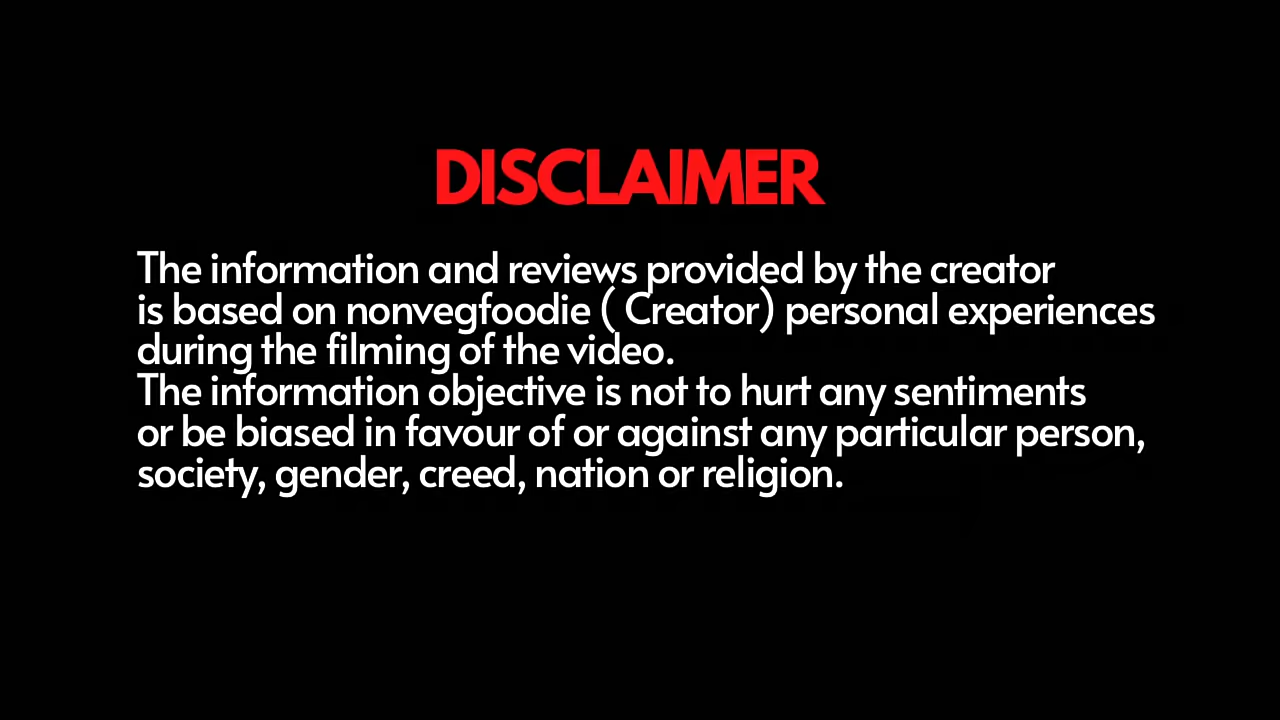 DISCLAIMER
The information and reviews provided by the creator
is based on nonvegfoodie ( Creator) personal experiences
during the filming of the video.
The information objective is not to hurt any sentiments
or be biased in favour of or against any particular person,
society, gender, creed, nation or religion.